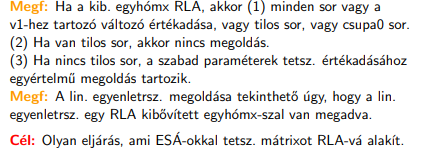 Megf: Ha a kib. egyhómx RLA, akkor (1) minden sor vagy a
v1-hez tartozó változó értékadása, vagy tilos sor, vagy csupa0 sor.
(2) Ha van tilos sor, akkor nincs megoldás.
(3) Ha nincs tilos sor, a szabad paraméterek tetsz. értékadásához
egyértelmű megoldás tartozik.
Megf: A lin. egyenletrsz. megoldása tekinthető úgy, hogy a lin.
egyenletrsz. egy RLA kibővített egyhómx-szal van megadva.
Cél: Olyan eljárás, ami ESÁ-okkal tetsz. mátrixot RLA-vá alakít.